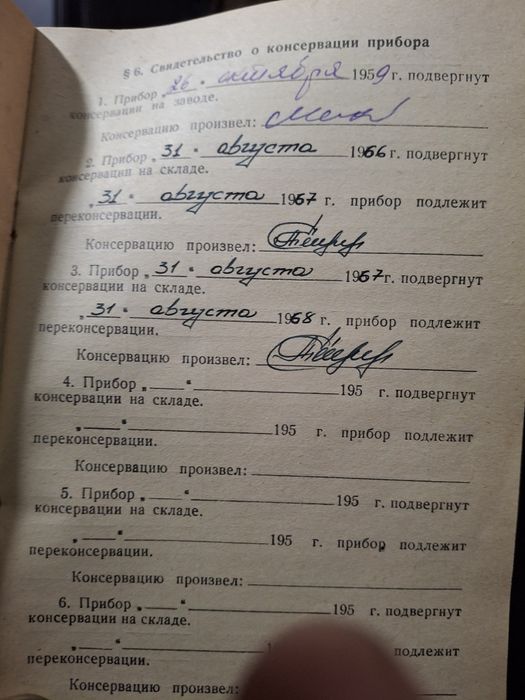 § 6. Свидетельство о консервации прибора
1. Прибор „26“ октября 1959 г. подвергнут
консервации на заводе.
Консервацию произвел:
2. Прибор „31“ августа 1966 г. подвергнут
консервации на складе.
„31“ августа 1967 г. прибор подлежит
переконсервации.
Консервацию произвел:
3. Прибор „31“ августа 1967 г. подвергнут
консервации на складе.
„31“ августа 1968 г. прибор подлежит
переконсервации.
Консервацию произвел:
4. Прибор „ “ 195 г. подвергнут
консервации на складе.
„ “ 195 г. прибор подлежит
переконсервации.
Консервацию произвел:
5. Прибор „ “ 195 г. подвергнут
консервации на складе.
„ “ 195 г. прибор подлежит
переконсервации.
Консервацию произвел:
6. Прибор „ “ 195 г. подвергнут
консервации на складе.
„ “ подлежит
переконсервации.
Консервацию произвел: